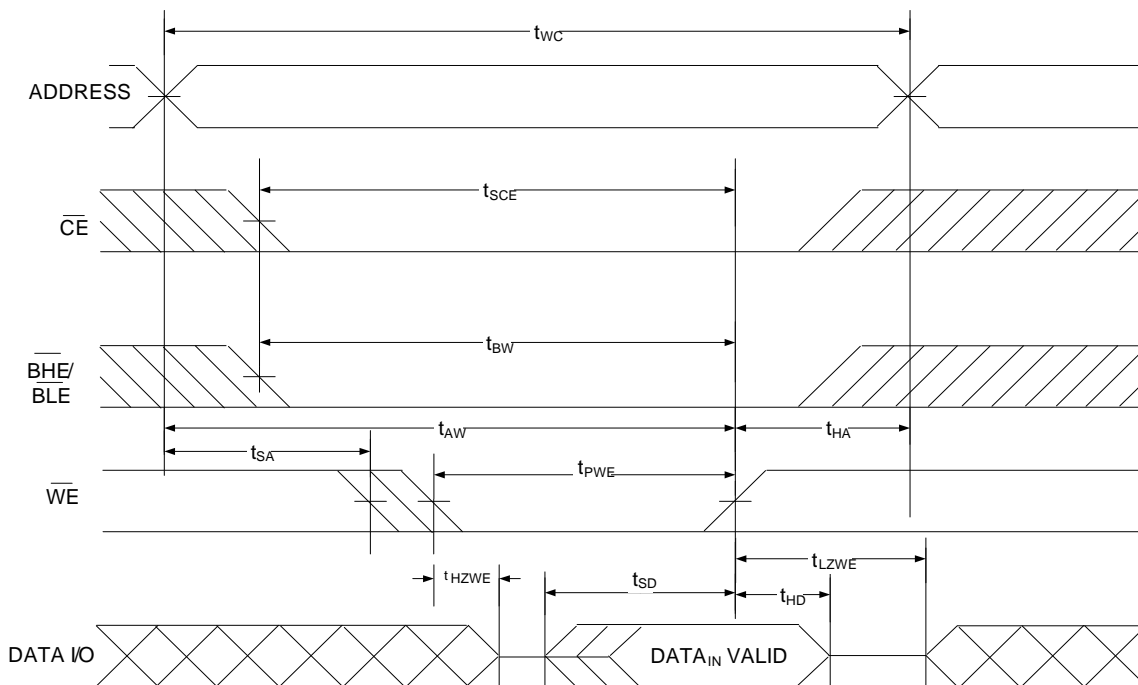 tWC
ADDRESS
tSCE
CE
tBW
BHE/
BLE
tAW
tHA
tSA
tPWE
WE
tLZWE
tHZWE
tSD
tHD
DATA I/O
DATAIN VALID